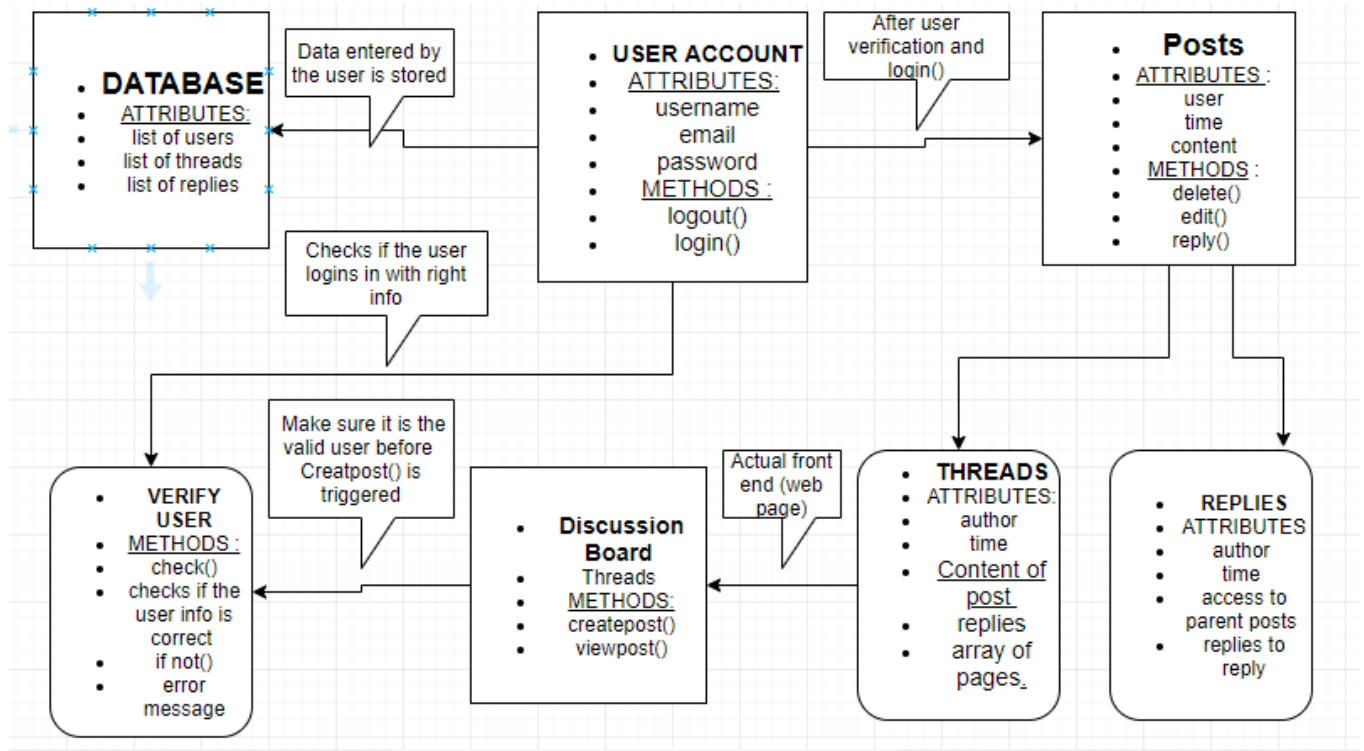 DATABASE
ATTRIBUTES:
list of users
list of threads
list of replies
Data entered by
the user is stored
USER ACCOUNT
ATTRIBUTES:
username
email
password
METHODS :
logout()
login()
After user
verification and
login()
Posts
ATTRIBUTES :
user
time
content
METHODS :
delete()
edit()
reply()
Checks if the user
logins in with right
info
VERIFY
USER
METHODS :
check()
checks if the
user info is
correct
if not()
error
message
Make sure it is the
valid user before
Creatpost() is
triggered
Discussion
Board
Threads
METHODS:
createpost()
viewpost()
Actual front
end (web
page)
THREADS
ATTRIBUTES:
author
time
Content of
post
replies
array of
pages.
REPLIES
ATTRIBUTES
author
time
access to
parent posts
replies to
reply